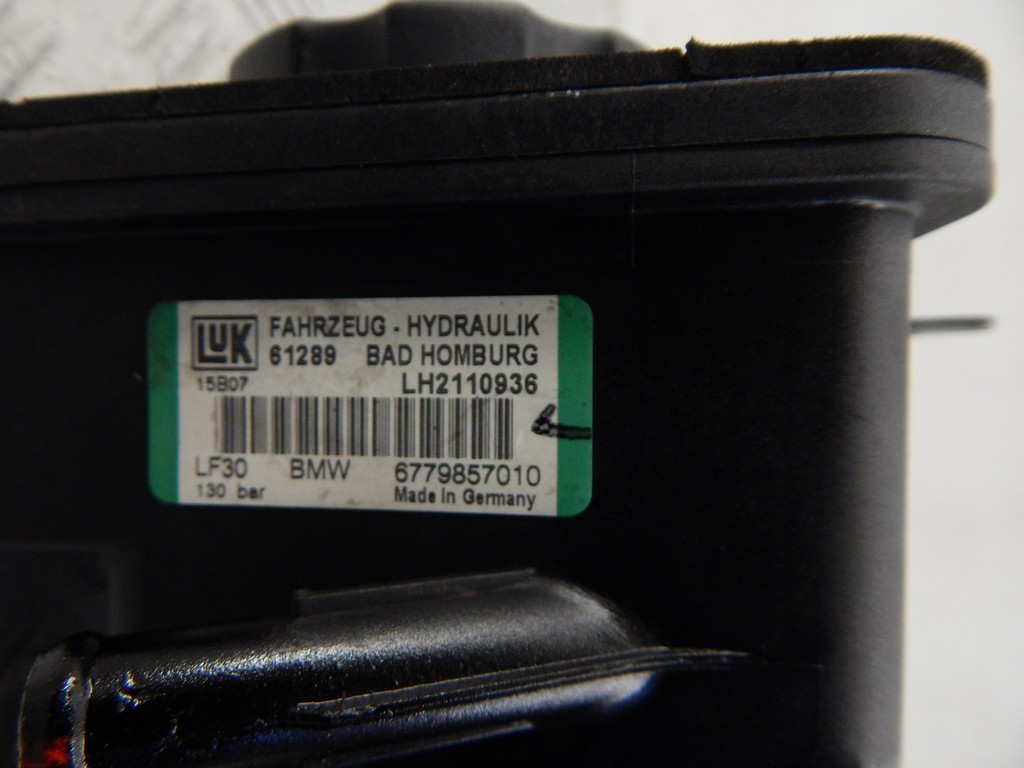 LUK FAHRZEUG - HYDRAULIK
61289 BAD HOMBURG
15B07 LH2110936
LF30 BMW 6779857010
130 bar Made in Germany